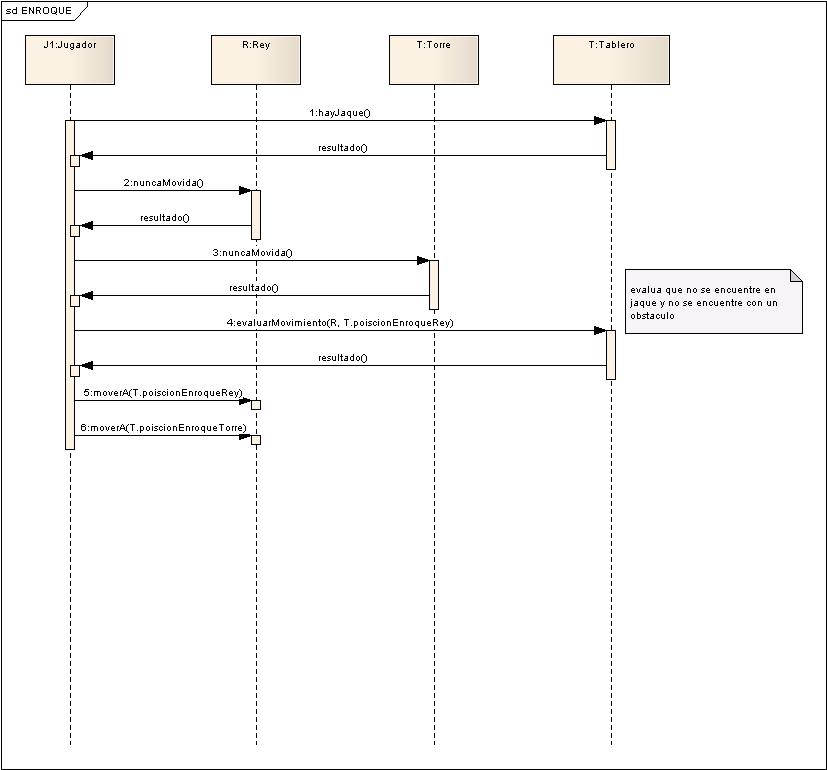 sd ENROQUE
J1:Jugador
R:Rey
T:Torre
T:Tablero
1:hayJaque()
resultado()
2:nuncaMovida()
resultado()
3:nuncaMovida()
resultado()
evalua que no se encuentre en
jaque y no se encuentre con un
obstaculo
4:evaluarMovimiento(R, T.poiscionEnroqueRey)
resultado()
5:moverA(T.poiscionEnroqueRey)
6:moverA(T.poiscionEnroqueTorre)